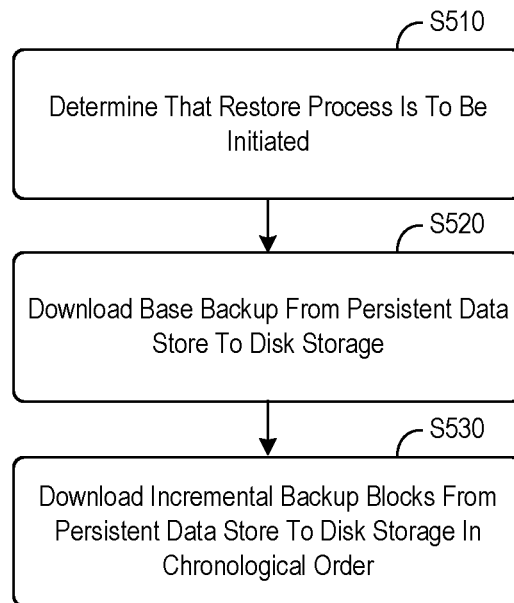 S510
Determine That Restore Process Is To Be
Initiated
S520
Download Base Backup From Persistent Data
Store To Disk Storage
S530
Download Incremental Backup Blocks From
Persistent Data Store To Disk Storage In
Chronological Order